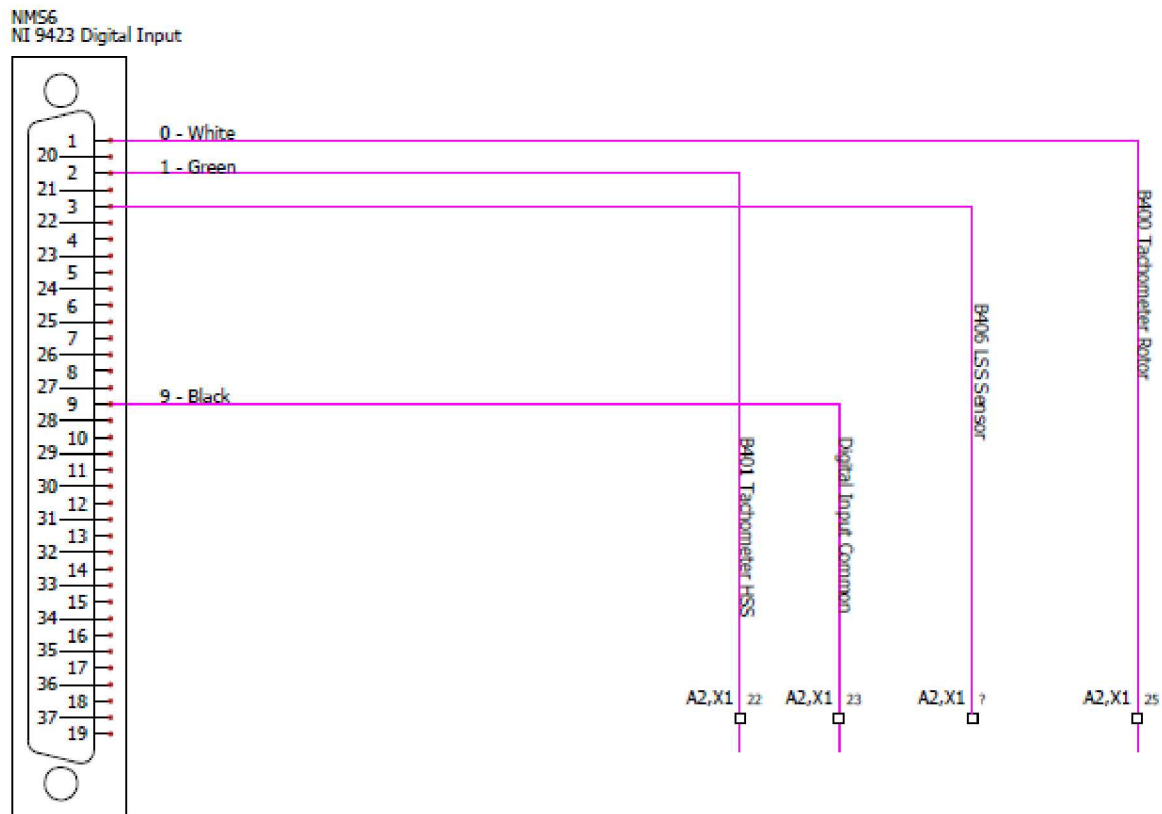 NMS6
NI 9423 Digital Input
1
0 - White
20
2
1 - Green
21
3
22
4
23
5
24
6
25
7
26
8
27
9
9 - Black
28
10
29
11
30
12
31
13
32
14
33
15
34
16
35
17
36
18
37
19
B401 Tachometer HSS
Digital Input Common
B406 LSS Sensor
B400 Tachometer Rotor
A2,X1 22
A2,X1 23
A2,X1 ?
A2,X1 25